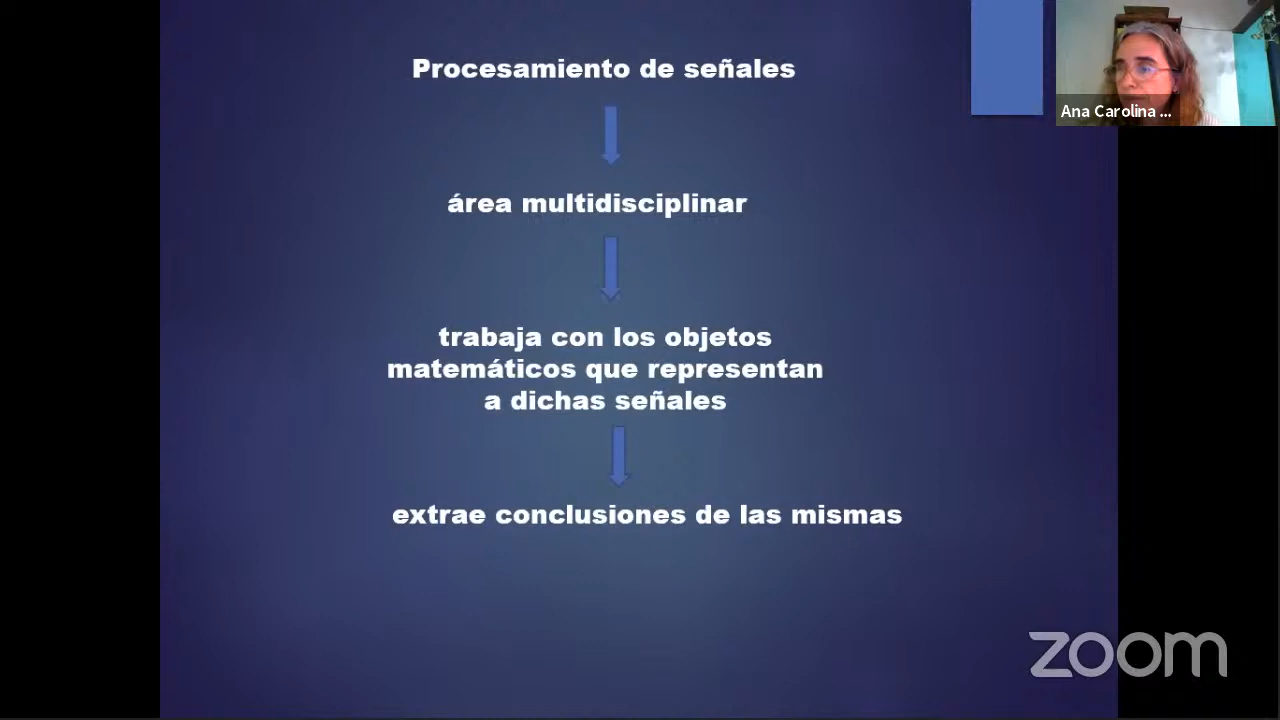 Procesamiento de señales
Ana Carolina ...
área multidisciplinar
trabaja con los objetos
matemáticos que representan
a dichas señales
extrae conclusiones de las mismas
zoom